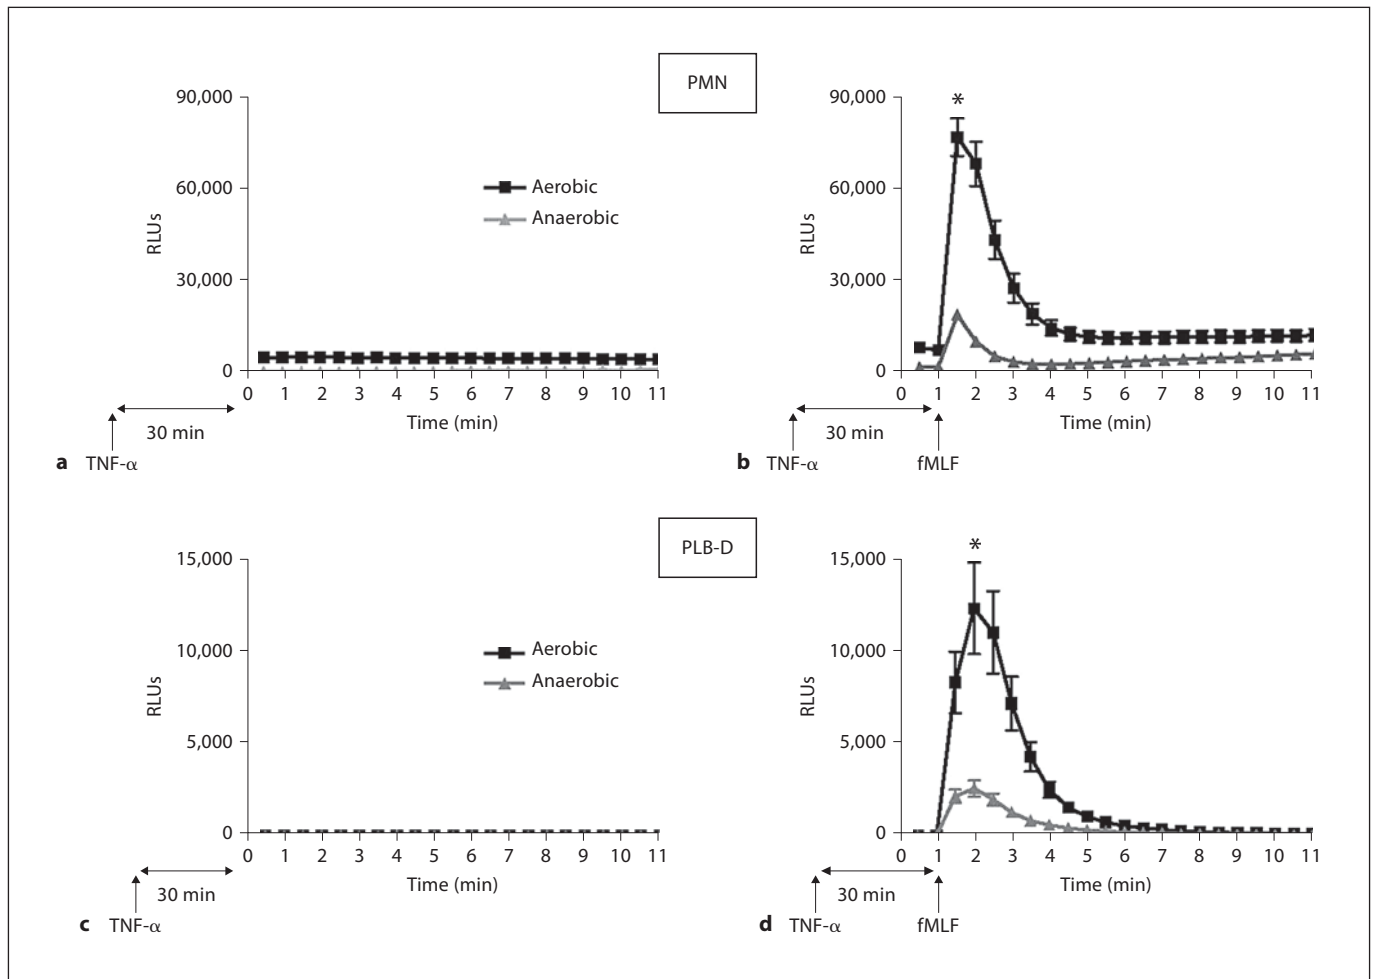 PMN
90,000
60,000
30,000
0
RLUs
Aerobic
Anaerobic
0 1 2 3 4 5 6 7 8 9 10 11
Time (min)
30 min
a TNF-α
90,000
60,000
30,000
0
RLUs
*
0 1 2 3 4 5 6 7 8 9 10 11
Time (min)
30 min
b TNF-α fMLF
PLB-D
15,000
10,000
5,000
0
RLUs
Aerobic
Anaerobic
0 1 2 3 4 5 6 7 8 9 10 11
Time (min)
30 min
c TNF-α
15,000
10,000
5,000
0
RLUs
*
0 1 2 3 4 5 6 7 8 9 10 11
Time (min)
30 min
d TNF-α fMLF